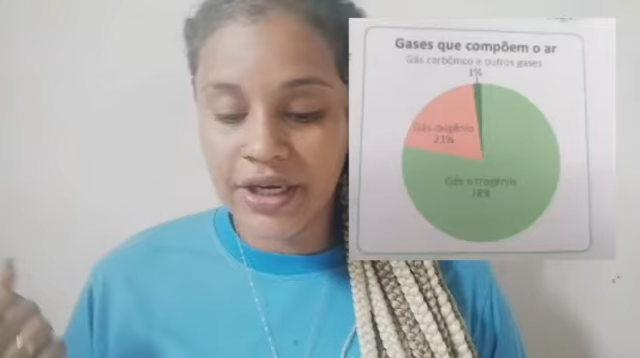 Gases que compõem o ar
Gás carbônico e outros gases
1%
Gás oxigênio
21%
Gás nitrogênio
78%